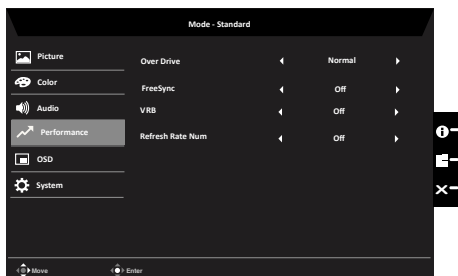 Mode - Standard
Picture
Color
Audio
Performance
OSD
System
Over Drive Normal
FreeSync Off
VRB Off
Refresh Rate Num Off
Move Enter